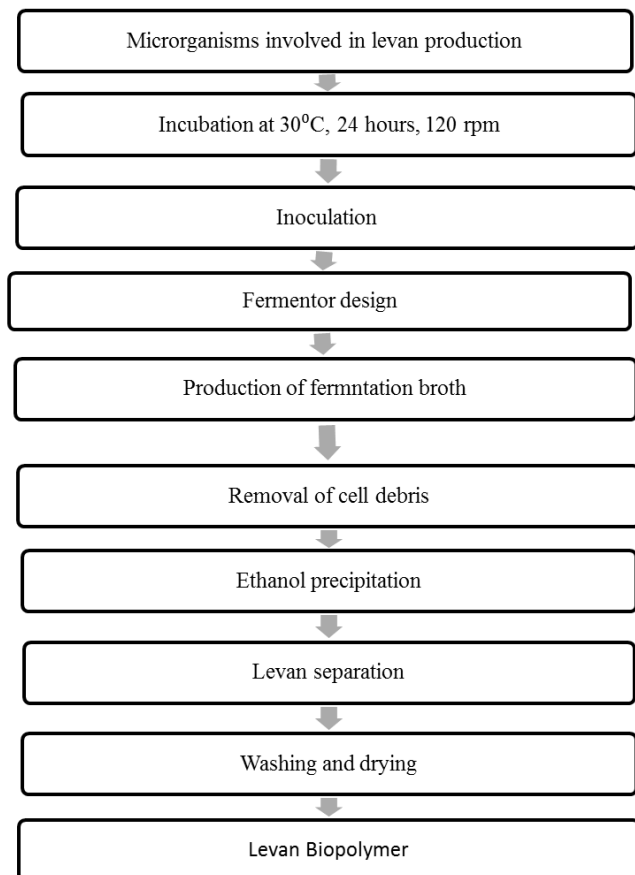 Microrganisms involved in levan production
Incubation at 30⁰C, 24 hours, 120 rpm
Inoculation
Fermentor design
Production of fermntation broth
Removal of cell debris
Ethanol precipitation
Levan separation
Washing and drying
Levan Biopolymer